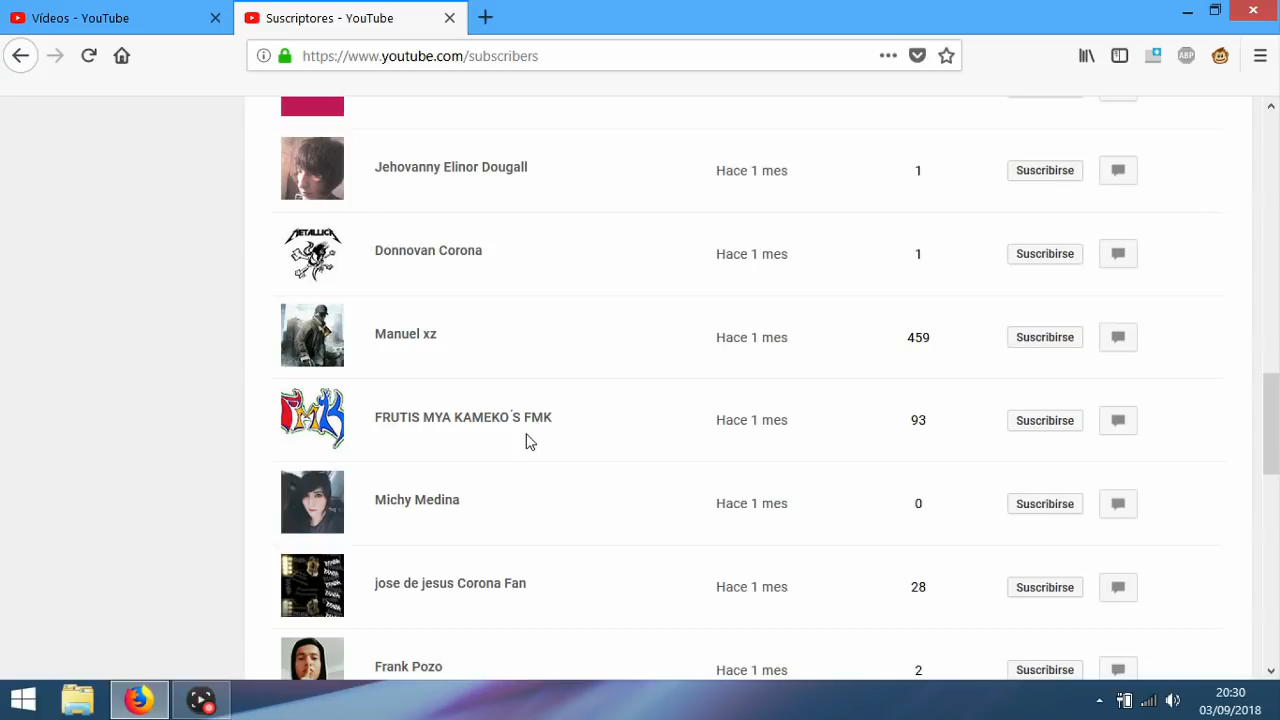 Vídeos - YouTube
Suscriptores - YouTube
https://www.youtube.com/subscribers
ABP
Jehovanny Elinor Dougall Hace 1 mes 1 Suscribirse
METALLICA
Donnovan Corona Hace 1 mes 1 Suscribirse
Manuel xz Hace 1 mes 459 Suscribirse
FMK
FRUTIS MYA KAMEKO´S FMK Hace 1 mes 93 Suscribirse
Michy Medina Hace 1 mes 0 Suscribirse
jose de jesus Corona Fan Hace 1 mes 28 Suscribirse
Frank Pozo Hace 1 mes 2 Suscribirse
20:30
03/09/2018